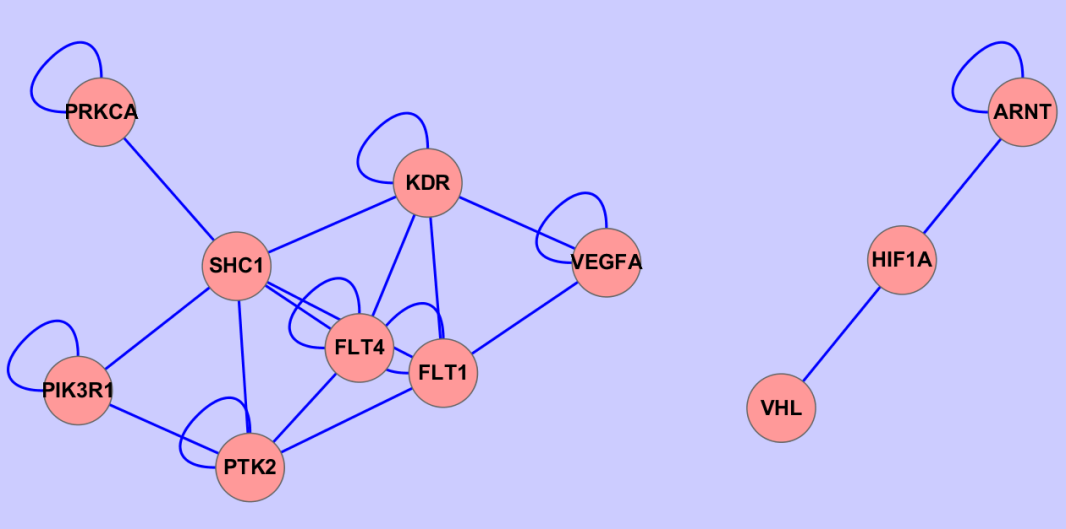 PRKCA
ARNT
KDR
SHC1
VEGFA
HIF1A
FLT4
FLT1
PIK3R1
VHL
PTK2